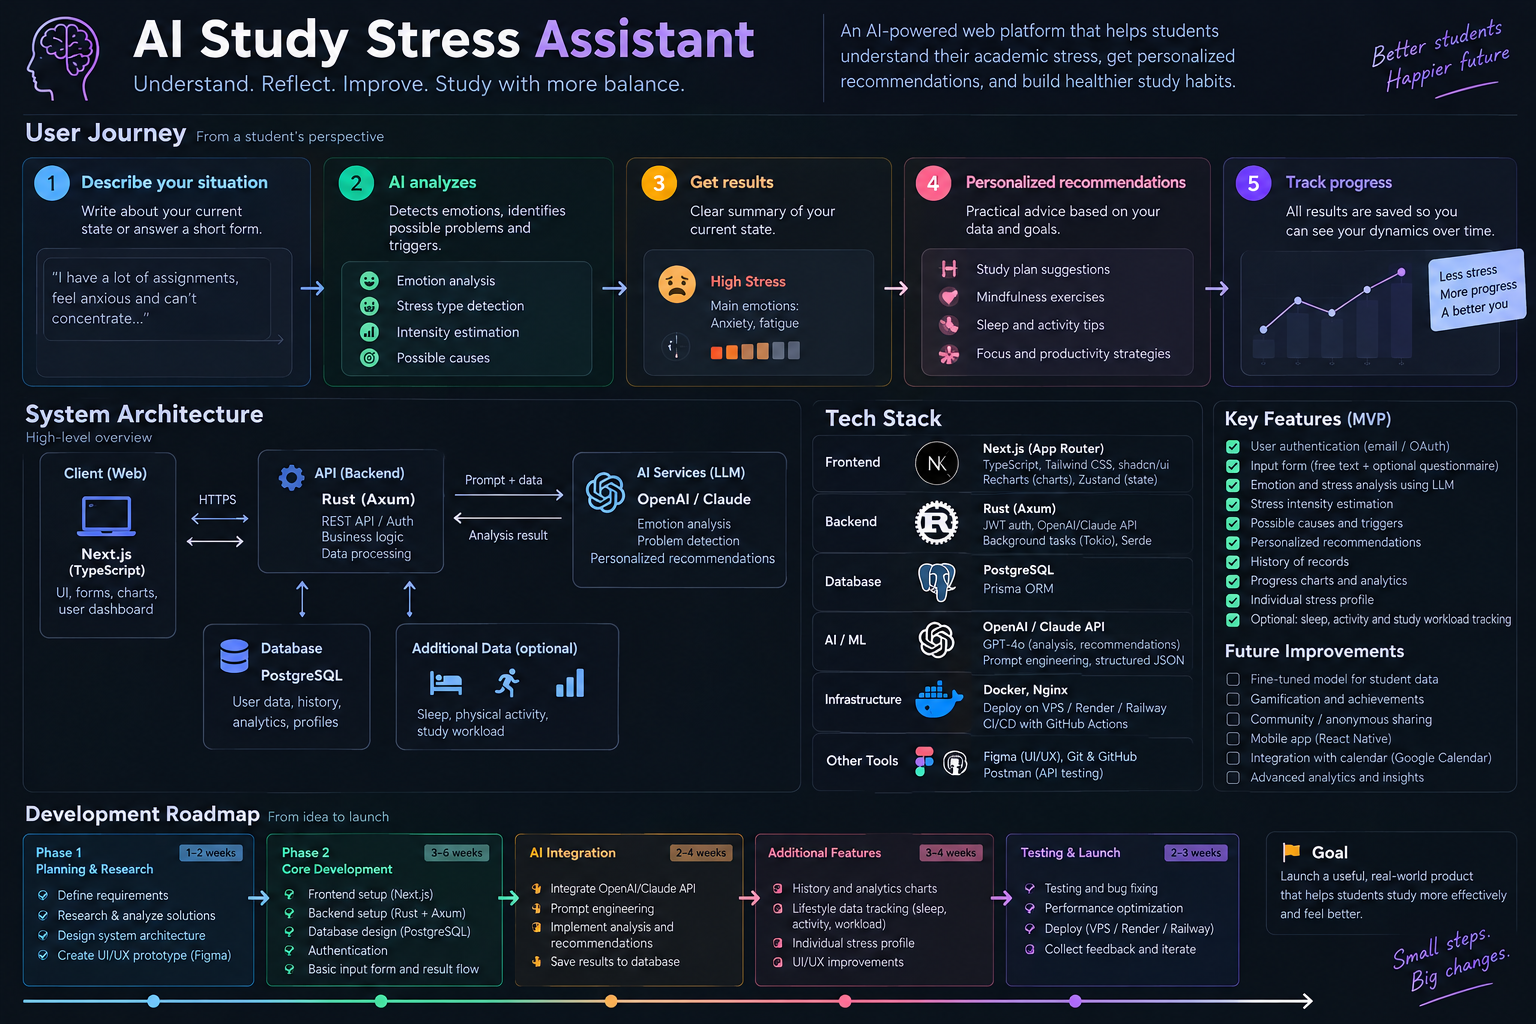 AI Study Stress Assistant
Understand. Reflect. Improve. Study with more balance.
An AI-powered web platform that helps students
understand their academic stress, get personalized
recommendations, and build healthier study habits.
Better students
Happier future
User Journey From a student's perspective
1 Describe your situation
Write about your current
state or answer a short form.
"I have a lot of assignments,
feel anxious and can't
concentrate..."
2 AI analyzes
Detects emotions, identifies
possible problems and
triggers.
Emotion analysis
Stress type detection
Intensity estimation
Possible causes
3 Get results
Clear summary of your
current state.
High Stress
Main emotions:
Anxiety, fatigue
4 Personalized recommendations
Practical advice based on your
data and goals.
Study plan suggestions
Mindfulness exercises
Sleep and activity tips
Focus and productivity strategies
5 Track progress
All results are saved so you
can see your dynamics over time.
Less stress
More progress
A better you
System Architecture
High-level overview
Client (Web)
Next.js
(TypeScript)
UI, forms, charts,
user dashboard
HTTPS
API (Backend)
Rust (Axum)
REST API / Auth
Business logic
Data processing
Prompt + data
Analysis result
AI Services (LLM)
OpenAI / Claude
Emotion analysis
Problem detection
Personalized recommendations
Database
PostgreSQL
User data, history,
analytics, profiles
Additional Data (optional)
Sleep, physical activity,
study workload
Tech Stack
Frontend
Next.js (App Router)
TypeScript, Tailwind CSS, shadcn/ui
Recharts (charts), Zustand (state)
Backend
R
Rust (Axum)
JWT auth, OpenAI/Claude API
Background tasks (Tokio), Serde
Database
PostgreSQL
Prisma ORM
AI / ML
OpenAI / Claude API
GPT-4o (analysis, recommendations)
Prompt engineering, structured JSON
Infrastructure
Docker, Nginx
Deploy on VPS / Render / Railway
CI/CD with GitHub Actions
Other Tools
Figma (UI/UX), Git & GitHub
Postman (API testing)
Key Features (MVP)
User authentication (email / OAuth)
Input form (free text + optional questionnaire)
Emotion and stress analysis using LLM
Stress intensity estimation
Possible causes and triggers
Personalized recommendations
History of records
Progress charts and analytics
Individual stress profile
Optional: sleep, activity and study workload tracking
Future Improvements
Fine-tuned model for student data
Gamification and achievements
Community / anonymous sharing
Mobile app (React Native)
Integration with calendar (Google Calendar)
Advanced analytics and insights
Development Roadmap From idea to launch
Phase 1 1–2 weeks
Planning & Research
Define requirements
Research & analyze solutions
Design system architecture
Create UI/UX prototype (Figma)
Phase 2 3–6 weeks
Core Development
Frontend setup (Next.js)
Backend setup (Rust + Axum)
Database design (PostgreSQL)
Authentication
Basic input form and result flow
AI Integration 2–4 weeks
Integrate OpenAI/Claude API
Prompt engineering
Implement analysis and
recommendations
Save results to database
Additional Features 3–4 weeks
History and analytics charts
Lifestyle data tracking (sleep,
activity, workload)
Individual stress profile
UI/UX improvements
Testing & Launch 2–3 weeks
Testing and bug fixing
Performance optimization
Deploy (VPS / Render / Railway)
Collect feedback and iterate
Goal
Launch a useful, real-world product
that helps students study more effectively
and feel better.
Small steps.
Big changes.